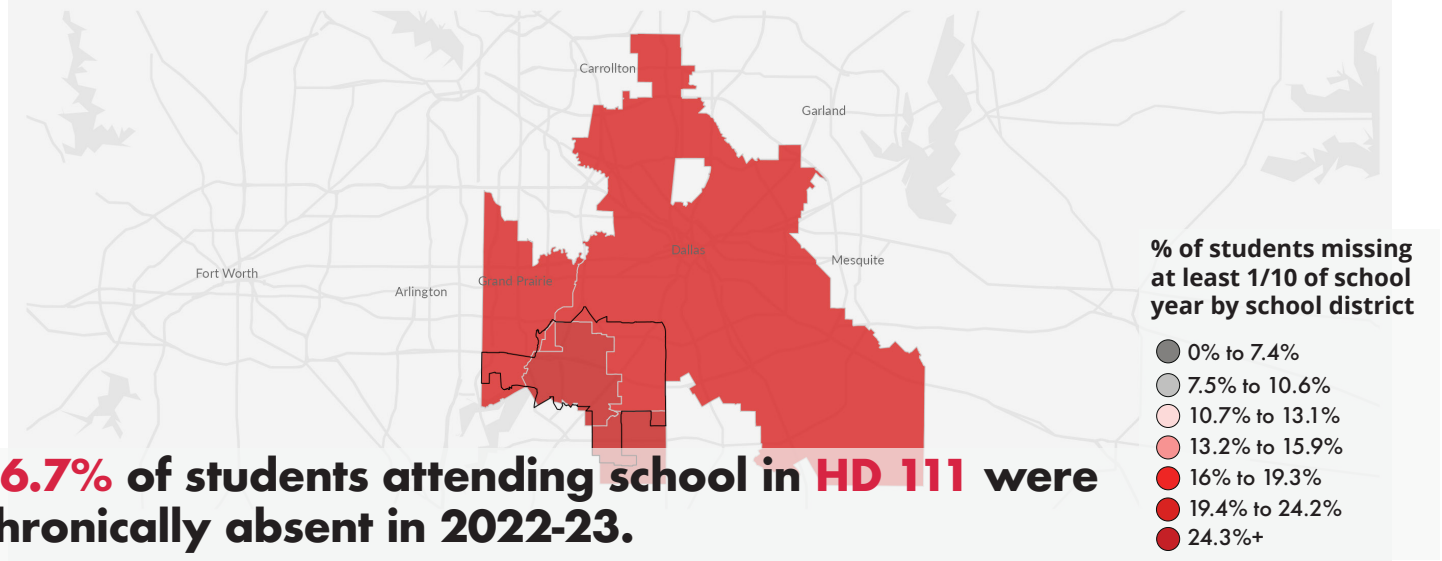 Carrollton
Garland
Dallas
Mesquite
Fort Worth
Grand Prairie
Arlington
% of students missing
at least 1/10 of school
year by school district
0% to 7.4%
7.5% to 10.6%
10.7% to 13.1%
13.2% to 15.9%
16% to 19.3%
19.4% to 24.2%
24.3%+
6.7% of students attending school in HD 111 were
hronically absent in 2022-23.